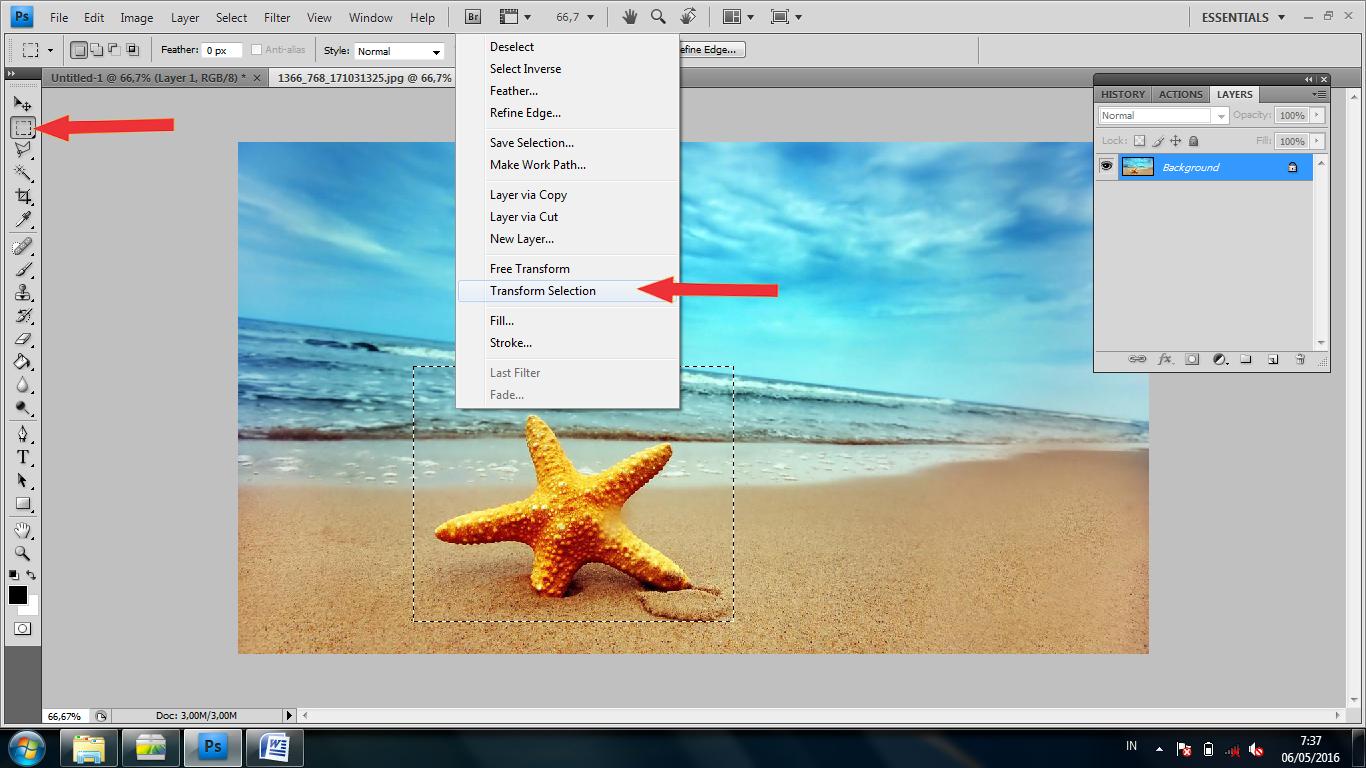 Ps File Edit Image Layer Select Filter View Window Help Br 66,7 ESSENTIALS
Feather: 0 px Anti-alias Style: Normal efine Edge...
Untitled-1 @ 66,7% (Layer 1, RGB/8) * × 1366_768_171031325.jpg @ 66,7%
Deselect
Select Inverse
Feather...
Refine Edge...
Save Selection...
Make Work Path...
Layer via Copy
Layer via Cut
New Layer...
Free Transform
Transform Selection
Fill...
Stroke...
Last Filter
Fade...
HISTORY ACTIONS LAYERS
Normal Opacity: 100%
Lock: Fill: 100%
Background
fx
T
66,67% Doc: 3,00M/3,00M
Ps W IN 7:37
06/05/2016